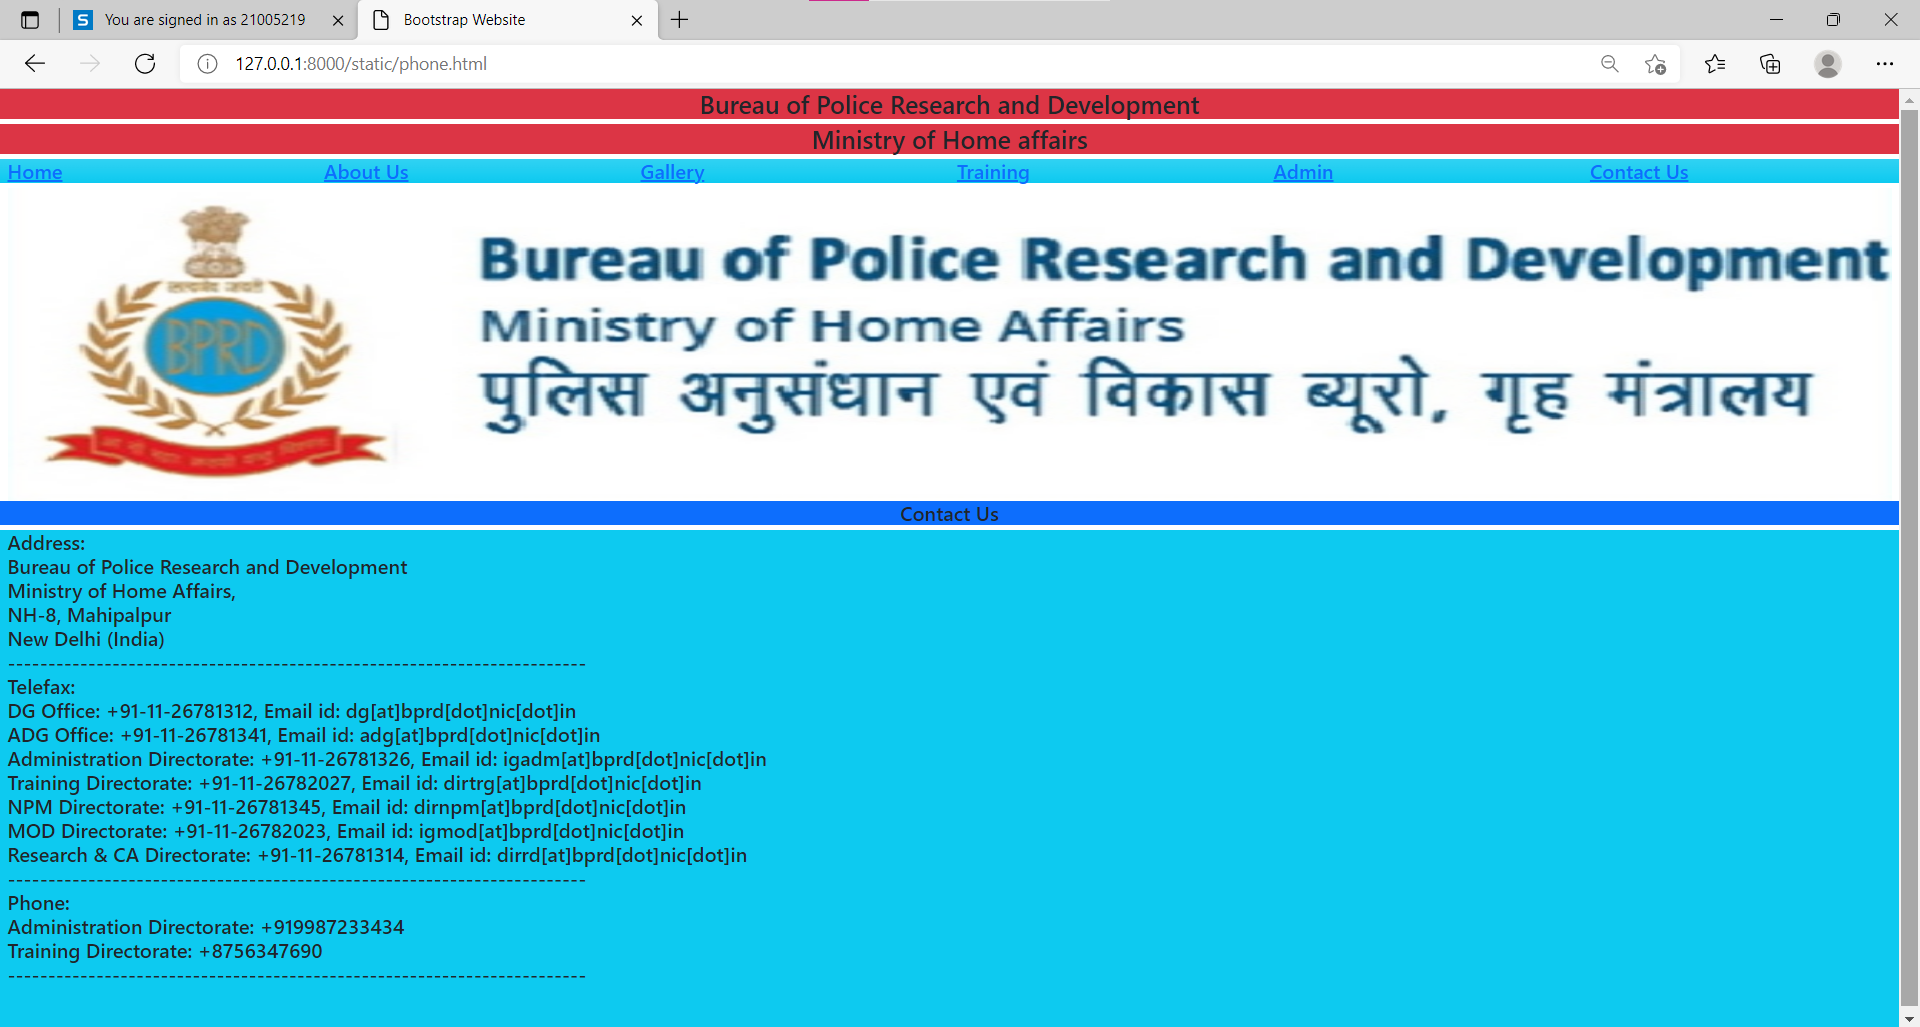 You are signed in as 21005219
Bootstrap Website
127.0.0.1:8000/static/phone.html
Bureau of Police Research and Development
Ministry of Home affairs
Home About Us Gallery Training Admin Contact Us
Bureau of Police Research and Development
Ministry of Home Affairs
पुलिस अनुसंधान एवं विकास ब्यूरो, गृह मंत्रालय
सत्यमेव जयते
BPRD
Contact Us
Address:
Bureau of Police Research and Development
Ministry of Home Affairs,
NH-8, Mahipalpur
New Delhi (India)
------------------------------------------------------------------------
Telefax:
DG Office: +91-11-26781312, Email id: dg[at]bprd[dot]nic[dot]in
ADG Office: +91-11-26781341, Email id: adg[at]bprd[dot]nic[dot]in
Administration Directorate: +91-11-26781326, Email id: igadm[at]bprd[dot]nic[dot]in
Training Directorate: +91-11-26782027, Email id: dirtrg[at]bprd[dot]nic[dot]in
NPM Directorate: +91-11-26781345, Email id: dirnpm[at]bprd[dot]nic[dot]in
MOD Directorate: +91-11-26782023, Email id: igmod[at]bprd[dot]nic[dot]in
Research & CA Directorate: +91-11-26781314, Email id: dirrd[at]bprd[dot]nic[dot]in
------------------------------------------------------------------------
Phone:
Administration Directorate: +919987233434
Training Directorate: +8756347690
------------------------------------------------------------------------